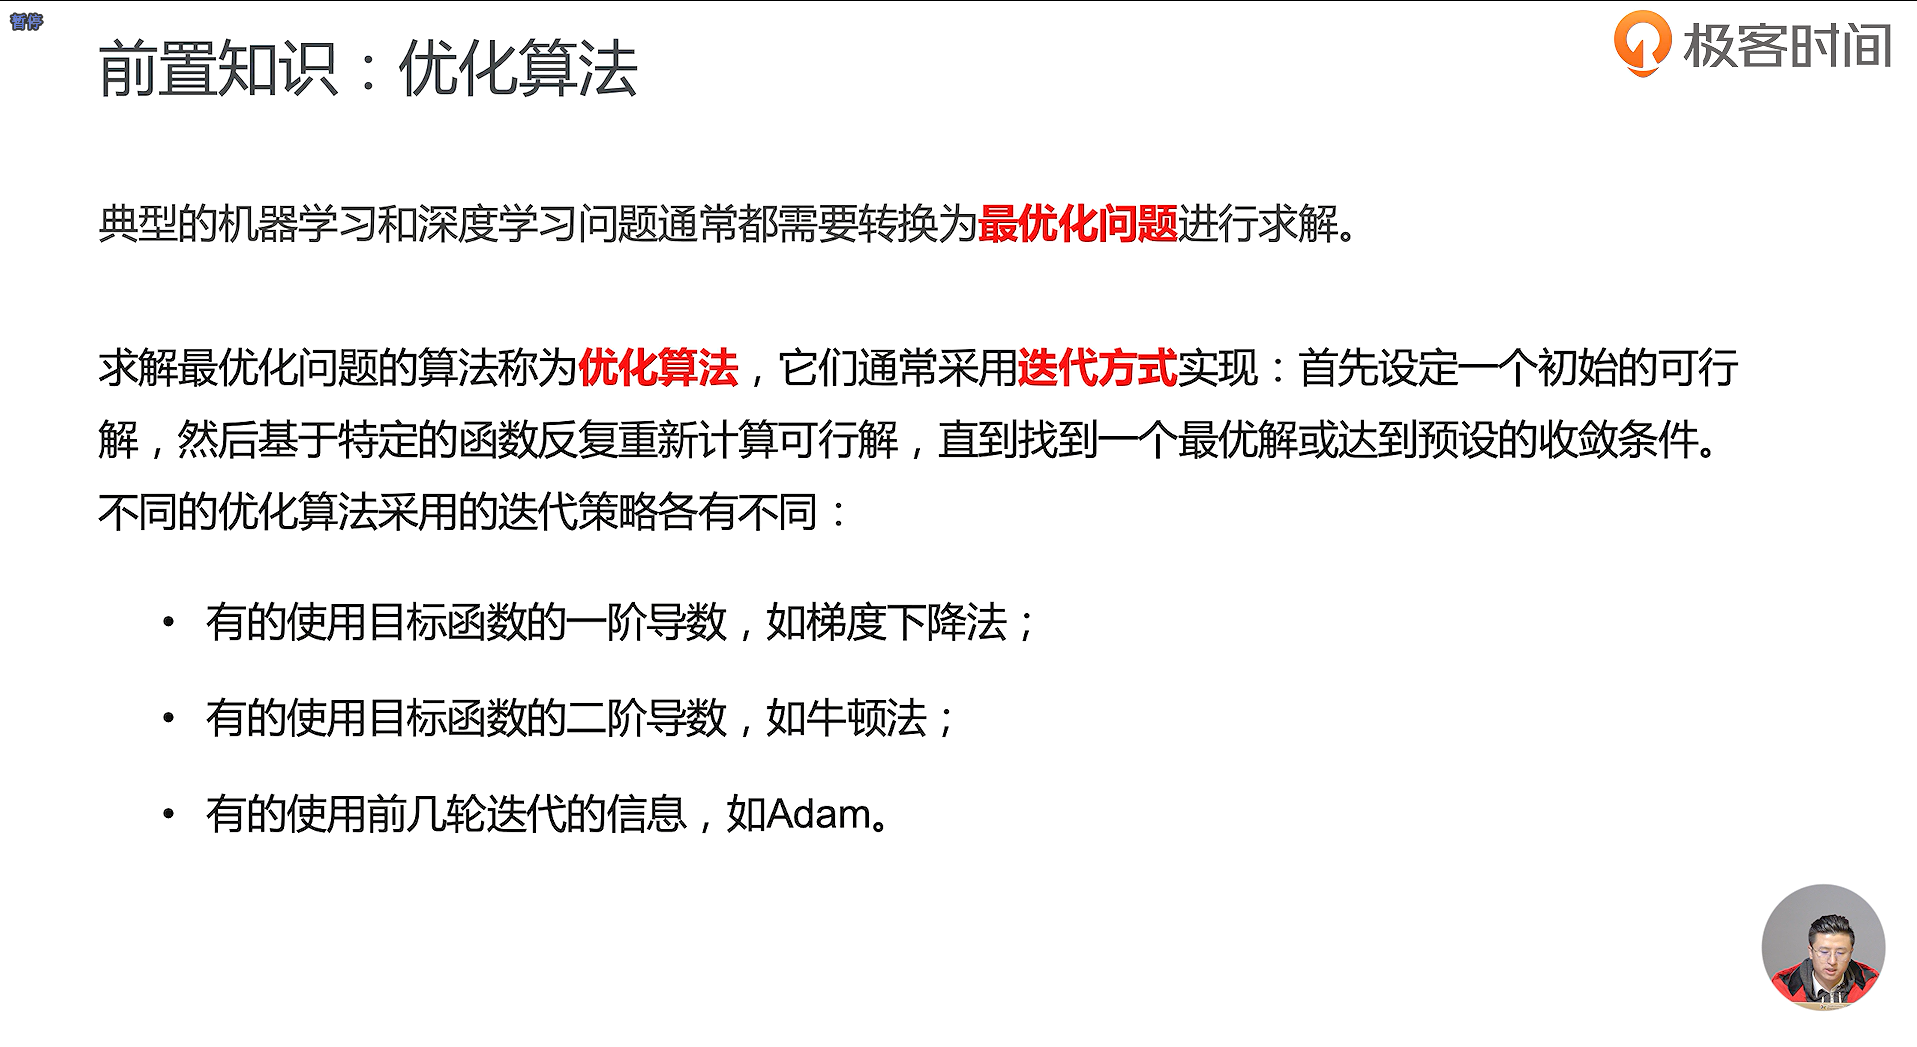 暂停
极客时间
前置知识：优化算法
典型的机器学习和深度学习问题通常都需要转换为最优化问题进行求解。
求解最优化问题的算法称为优化算法，它们通常采用迭代方式实现：首先设定一个初始的可行
解，然后基于特定的函数反复重新计算可行解，直到找到一个最优解或达到预设的收敛条件。
不同的优化算法采用的迭代策略各有不同：
• 有的使用目标函数的一阶导数，如梯度下降法；
• 有的使用目标函数的二阶导数，如牛顿法；
• 有的使用前几轮迭代的信息，如Adam。